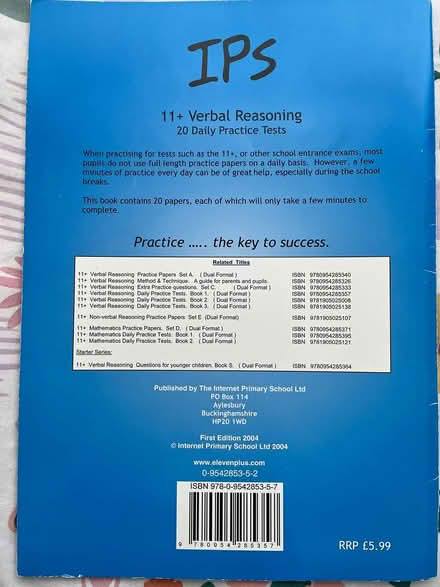 IPS
11+ Verbal Reasoning
20 Daily Practice Tests
When practising for tests such as the 11+, or other school entrance exams, most
pupils do not use full length practice papers on a daily basis. However, a few
minutes of practice every day can be of great help, especially during the school
breaks.
This book contains 20 papers, each of which will only take a few minutes to
complete.
Practice ..... the key to success.
Related Titles
11+ Verbal Reasoning Practice Papers Set A. ( Dual Format ) ISBN 9780954285340
11+ Verbal Reasoning Method & Technique. A guide for parents and pupils. ISBN 9780954285326
11+ Verbal Reasoning Extra Practice questions. Set C. ( Dual Format ) ISBN 9780954285333
11+ Verbal Reasoning Daily Practice Tests. Book 1. ( Dual Format ) ISBN 9780954285357
11+ Verbal Reasoning Daily Practice Tests. Book 2. ( Dual Format ) ISBN 9781905025008
11+ Verbal Reasoning Daily Practice Tests. Book 3. ( Dual Format ) ISBN 9781905025138
11+ Non-verbal Reasoning Practice Papers Set E (Dual Format) ISBN 9781905025107
11+ Mathematics Practice Papers. Set D. ( Dual Format ) ISBN 9780954285371
11+ Mathematics Daily Practice Tests. Book 1. ( Dual Format ) ISBN 9780954285395
11+ Mathematics Daily Practice Tests. Book 2. ( Dual Format ) ISBN 9781905025121
Starter Series:
11+ Verbal Reasoning Questions for younger children. Book S. ( Dual Format ) ISBN 9780954285364
Published by The Internet Primary School Ltd
PO Box 114
Aylesbury
Buckinghamshire
HP20 1WD
First Edition 2004
© Internet Primary School Ltd 2004
www.elevenplus.com
0-9542853-5-2
ISBN 978-0-9542853-5-7
9 780954 285357
RRP £5.99